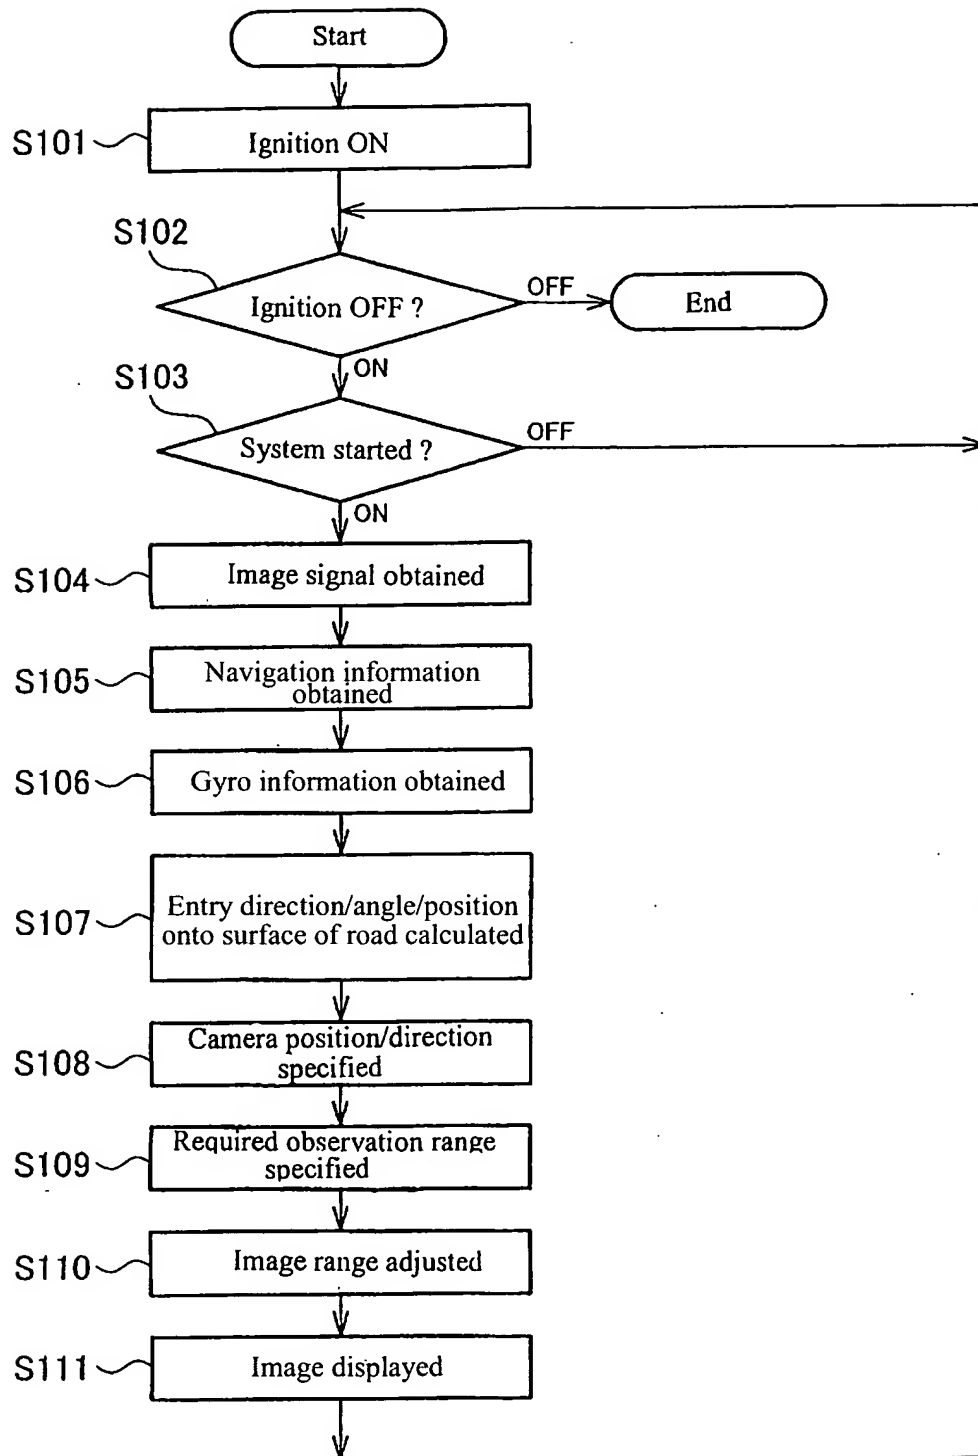 Start
S101
Ignition ON
S102
Ignition OFF ?
OFF
End
ON
S103
System started ?
OFF
ON
S104
Image signal obtained
S105
Navigation information
obtained
S106
Gyro information obtained
S107
Entry direction/angle/position
onto surface of road calculated
S108
Camera position/direction
specified
S109
Required observation range
specified
S110
Image range adjusted
S111
Image displayed